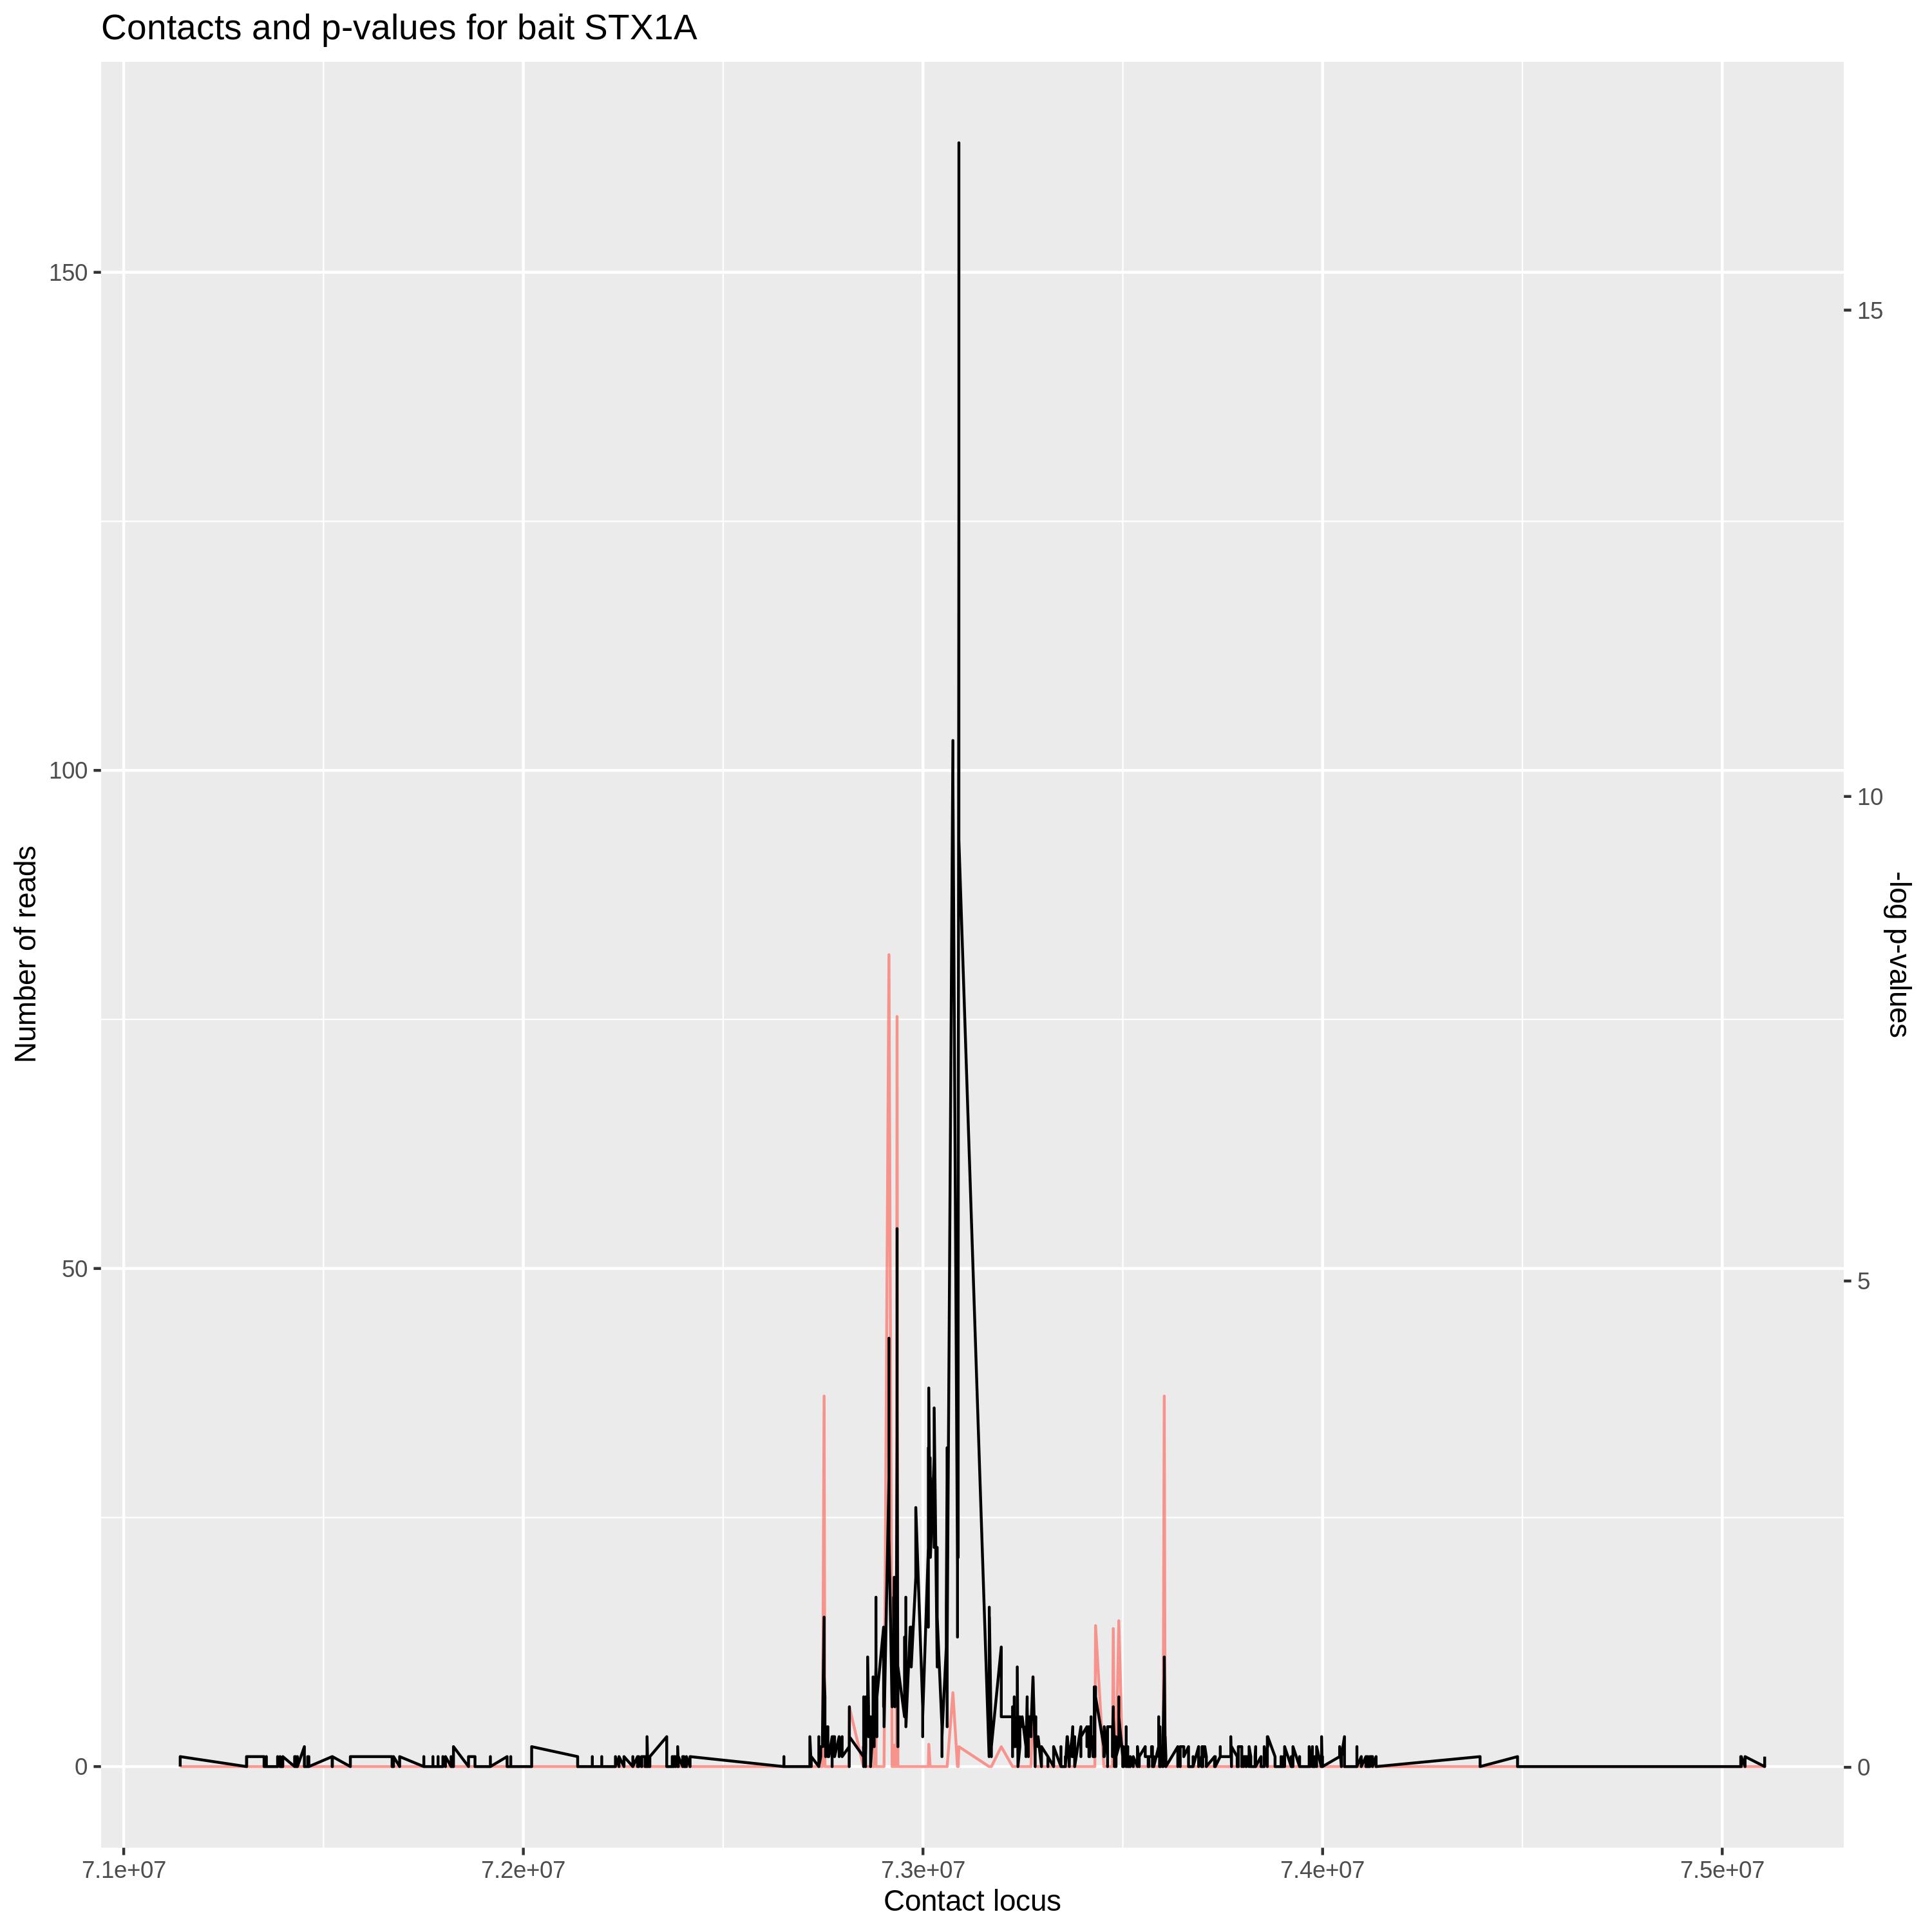 Contacts and p-values for bait STX1A
150
100
50
0
15
10
5
0
Number of reads
-log p-values
7.1e+07 7.2e+07 7.3e+07 7.4e+07 7.5e+07
Contact locus